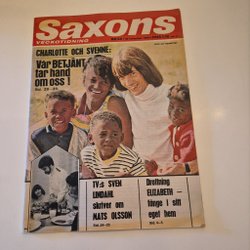 Saxons
VECKOTIDNING
CHARLOTTE OCH SVENNE:
Vår BETJÄNT
tar hand
om oss!
TV:s SVEN
LINDAHL
skriver om
MATS OLSSON
Drottning
ELIZABETH —
fånge i sitt
eget hem